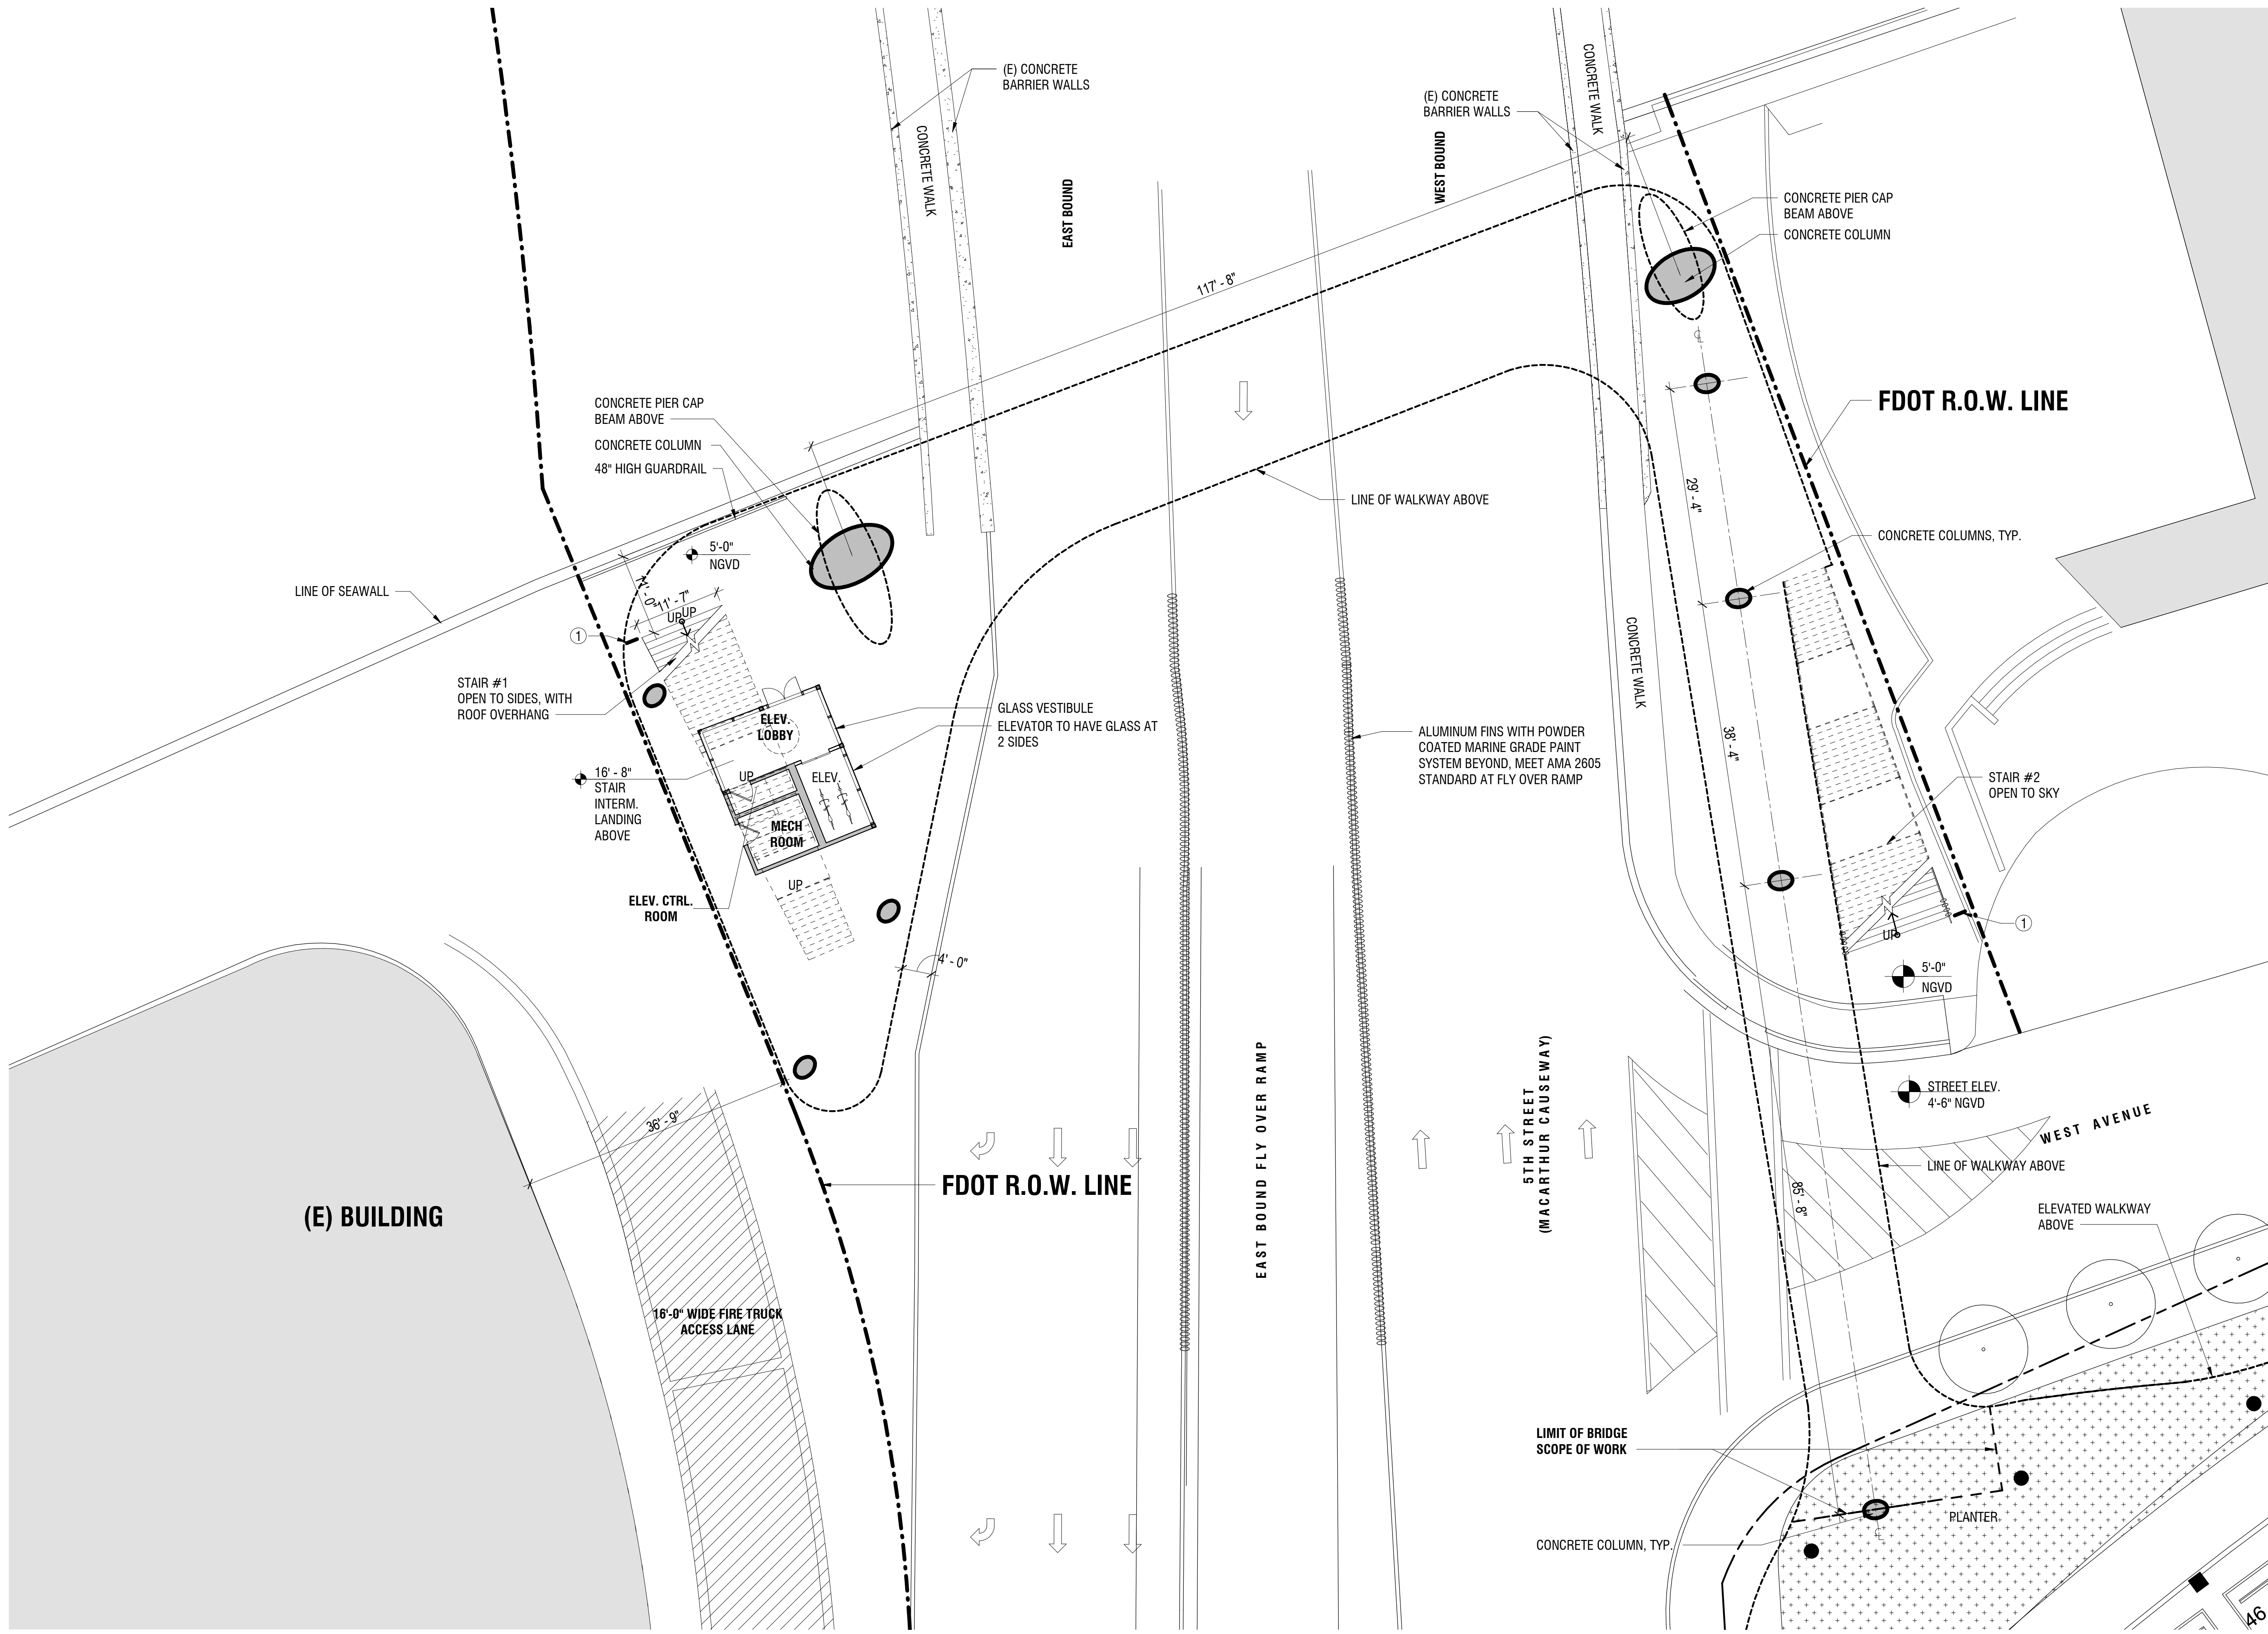 (E) CONCRETE
BARRIER WALLS
CONCRETE WALK
EAST BOUND
WEST BOUND
(E) CONCRETE
BARRIER WALLS
CONCRETE WALK
CONCRETE PIER CAP
BEAM ABOVE
CONCRETE COLUMN
117' - 8"
FDOT R.O.W. LINE
CONCRETE PIER CAP
BEAM ABOVE
CONCRETE COLUMN
48" HIGH GUARDRAIL
LINE OF WALKWAY ABOVE
29' - 4"
CONCRETE COLUMNS, TYP.
5'-0"
NGVD
LINE OF SEAWALL
11' - 0"
11' - 7"
UP
UP
1
STAIR #1
OPEN TO SIDES, WITH
ROOF OVERHANG
CONCRETE WALK
GLASS VESTIBULE
ELEVATOR TO HAVE GLASS AT
2 SIDES
ELEV.
LOBBY
ALUMINUM FINS WITH POWDER
COATED MARINE GRADE PAINT
SYSTEM BEYOND, MEET AMA 2605
STANDARD AT FLY OVER RAMP
38' - 4"
16' - 8"
STAIR
INTERM.
LANDING
ABOVE
UP
ELEV.
MECH
ROOM
STAIR #2
OPEN TO SKY
UP
ELEV. CTRL.
ROOM
1
UP
4' - 0"
5'-0"
NGVD
36' - 9"
STREET ELEV.
4'-6" NGVD
WEST AVENUE
LINE OF WALKWAY ABOVE
FDOT R.O.W. LINE
EAST BOUND FLY OVER RAMP
5TH STREET
(MACARTHUR CAUSEWAY)
85' - 8"
(E) BUILDING
ELEVATED WALKWAY
ABOVE
16'-0" WIDE FIRE TRUCK
ACCESS LANE
LIMIT OF BRIDGE
SCOPE OF WORK
PLANTER
CONCRETE COLUMN, TYP.
46